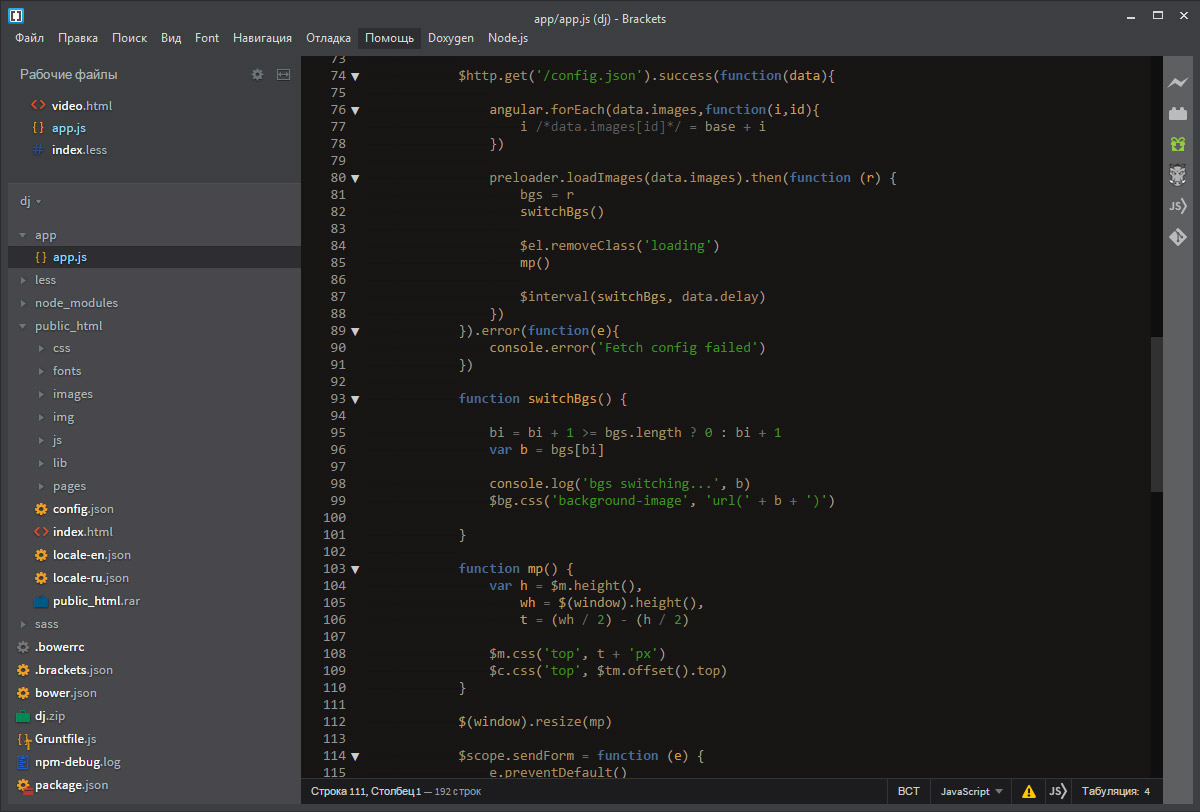 app/app.js (dj) - Brackets
Файл Правка Поиск Вид Font Навигация Отладка Помощь Doxygen Node.js
Рабочие файлы
video.html
app.js
index.less
dj
app
app.js
less
node_modules
public_html
css
fonts
images
img
js
lib
pages
config.json
index.html
locale-en.json
locale-ru.json
public_html.rar
sass
.bowerrc
.brackets.json
bower.json
dj.zip
Gruntfile.js
npm-debug.log
package.json
73
74 $http.get('/config.json').success(function(data){
75
76 angular.forEach(data.images,function(i,id){
77 i /*data.images[id]*/ = base + i
78 })
79
80 preloader.loadImages(data.images).then(function (r) {
81 bgs = r
82 switchBgs()
83
84 $el.removeClass('loading')
85 mp()
86
87 $interval(switchBgs, data.delay)
88 })
89 }).error(function(e){
90 console.error('Fetch config failed')
91 })
92
93 function switchBgs() {
94
95 bi = bi + 1 >= bgs.length ? 0 : bi + 1
96 var b = bgs[bi]
97
98 console.log('bgs switching...', b)
99 $bg.css('background-image', 'url(' + b + ')')
100
101 }
102
103 function mp() {
104 var h = $m.height(),
105 wh = $(window).height(),
106 t = (wh / 2) - (h / 2)
107
108 $m.css('top', t + 'px')
109 $c.css('top', $tm.offset().top)
110 }
111
112 $(window).resize(mp)
113
114 $scope.sendForm = function (e) {
115 e.preventDefault()
JS
Строка 111, Столбец 1 — 192 строк ВСТ JavaScript JS Табуляция: 4